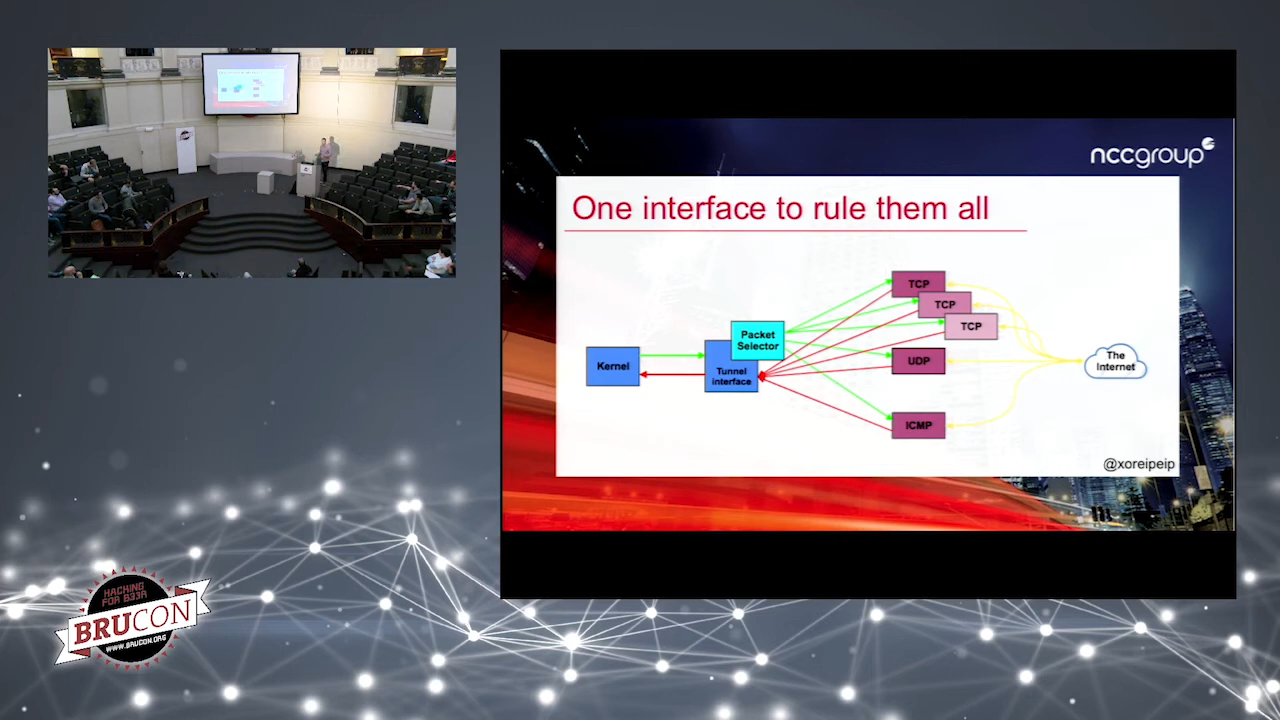 nccgroup
One interface to rule them all
TCP
TCP
TCP
Packet
Selector
Kernel
Tunnel
interface
UDP
The
Internet
ICMP
@xoreipeip
HACKING
FOR B33R
BRUCON
WWW.BRUCON.ORG